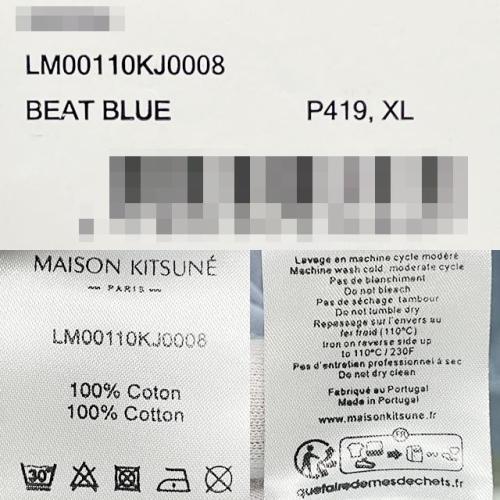 LM00110KJ0008
BEAT BLUE P419, XL
MAISON KITSUNÉ
PARIS
LM00110KJ0008
100% Coton
100% Cotton
30°
Lavage en machine cycle modéré
Machine wash cold, moderate cycle
Pas de blanchiment
Do not bleach
Pas de séchage tambour
Do not tumble dry
Repassage sur l'envers au
fer froid (110°C)
Iron on reverse side up
to 110°C / 230F
Pas d'entretien professionnel à sec
Do not dry clean
Fabriqué au Portugal
Made in Portugal
www.maisonkitsune.fr
FR
quefairedemesdechets.fr